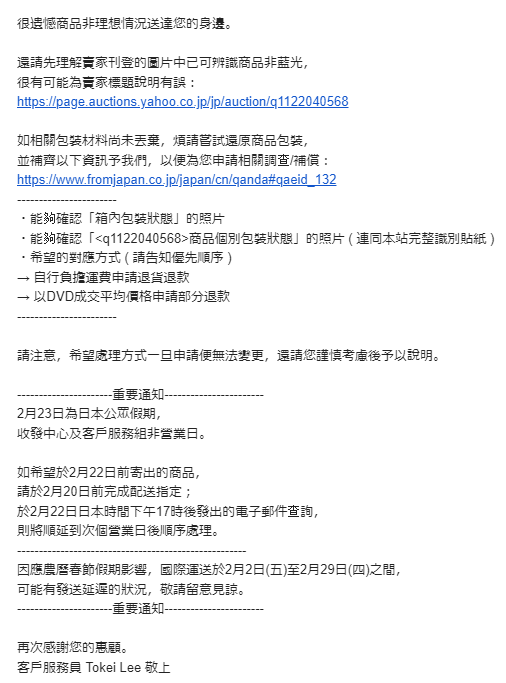 很遺憾商品非理想情況送達您的身邊。
還請先理解賣家刊登的圖片中已可辨識商品非藍光，
很有可能為賣家標題說明有誤：
https://page.auctions.yahoo.co.jp/jp/auction/q1122040568
如相關包裝材料尚未丟棄，煩請嘗試還原商品包裝，
並補齊以下資訊予我們，以便為您申請相關調查/補償：
https://www.fromjapan.co.jp/japan/cn/qanda#qaeid_132
-----------------------
・能夠確認「箱內包裝狀態」的照片
・能夠確認「<q1122040568>商品個別包裝狀態」的照片 ( 連同本站完整識別貼紙 )
・希望的對應方式 ( 請告知優先順序 )
→ 自行負擔運費申請退貨退款
→ 以DVD成交平均價格申請部分退款
-----------------------
請注意，希望處理方式一旦申請便無法變更，還請您謹慎考慮後予以說明。
----------------------重要通知-----------------------
2月23日為日本公眾假期，
收發中心及客戶服務組非營業日。
如希望於2月22日前寄出的商品，
請於2月20日前完成配送指定；
於2月22日日本時間下午17時後發出的電子郵件查詢，
則將順延到次個營業日後順序處理。
-----------------------------------------------------
因應農曆春節假期影響，國際運送於2月2日(五)至2月29日(四)之間，
可能有發送延遲的狀況，敬請留意見諒。
----------------------重要通知-----------------------
再次感謝您的惠顧。
客戶服務員 Tokei Lee 敬上